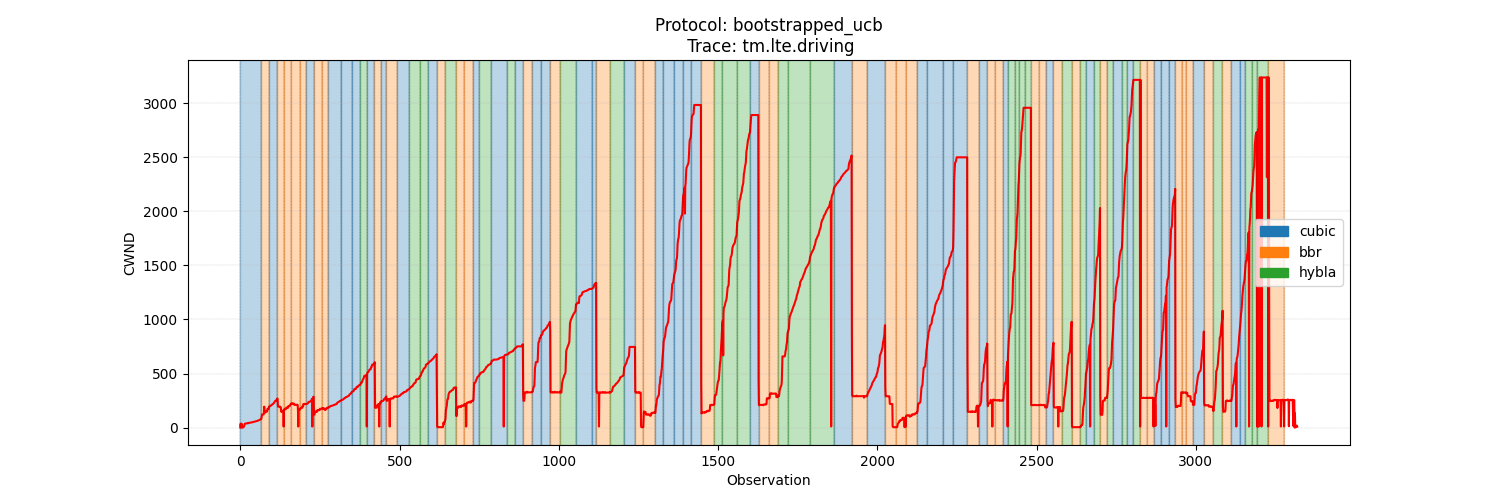 Protocol: bootstrapped_ucb
Trace: tm.lte.driving
CWND
3000
2500
2000
1500
1000
500
0
cubic
bbr
hybla
0
500
1000
1500
2000
2500
3000
Observation